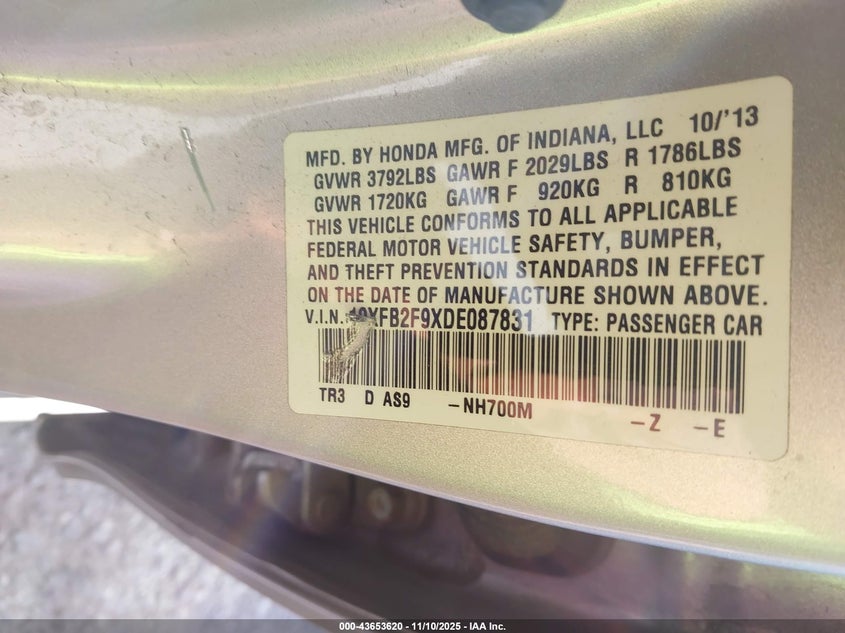 MFD. BY HONDA MFG. OF INDIANA, LLC 10/'13
GVWR 3792LBS GAWR F 2029LBS R 1786LBS
GVWR 1720KG GAWR F 920KG R 810KG
THIS VEHICLE CONFORMS TO ALL APPLICABLE
FEDERAL MOTOR VEHICLE SAFETY, BUMPER,
AND THEFT PREVENTION STANDARDS IN EFFECT
ON THE DATE OF MANUFACTURE SHOWN ABOVE.
V.I.N. 19XFB2F9XDE087831 TYPE: PASSENGER CAR
TR3 D AS9 -NH700M -Z -E
000-43653620 - 11/10/2025 - IAA Inc.